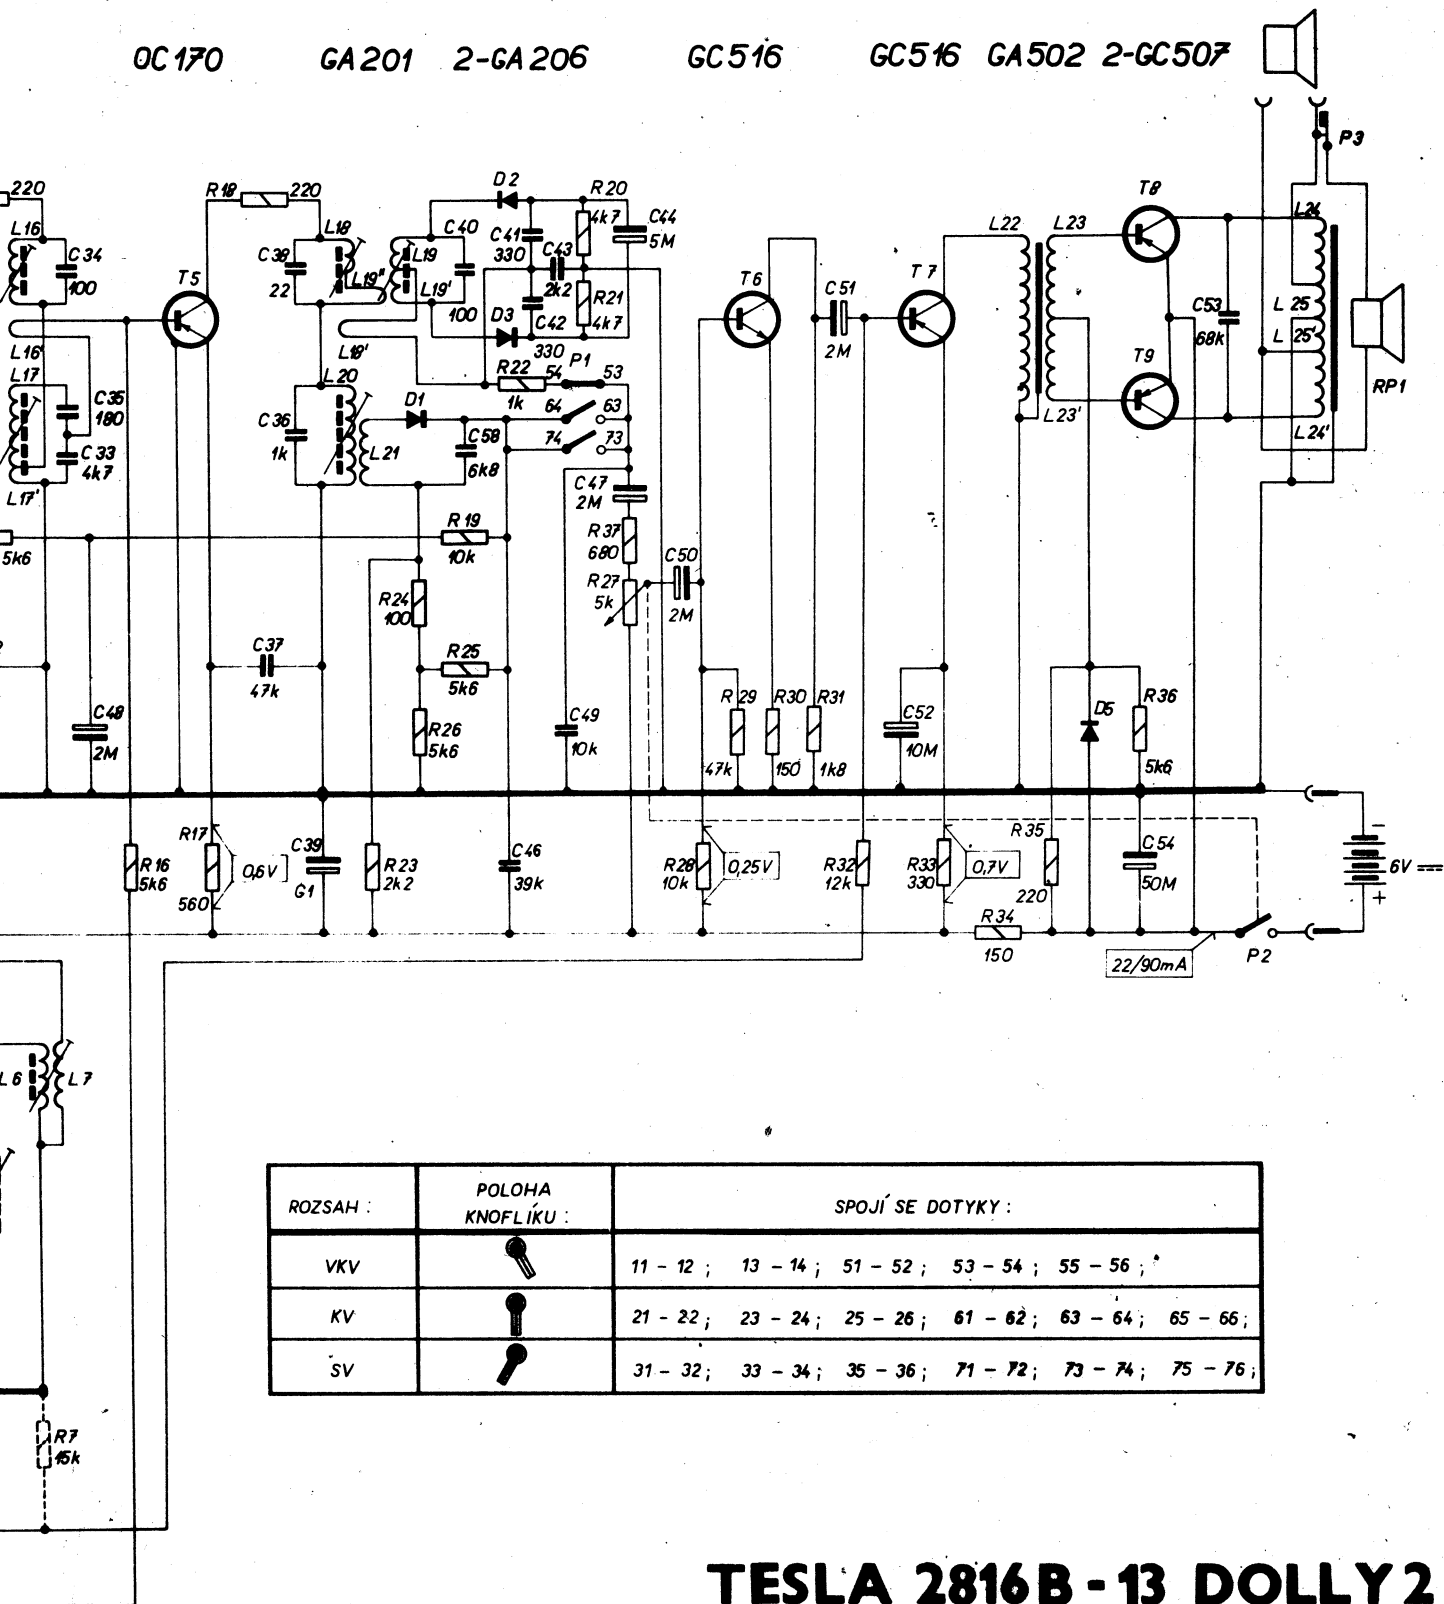 OC170 GA201 2-GA206 GC516 GC516 GA502 2-GC507
P3
D2
220 R18 220 R20 T8
4k7 C44 L24
L16 L18 C40 C41 5M L22 L23
330
C34 C38 L19 C43
100 T5 22 L19" L19' 2k2 T6 C51 T7 C53
R21 L25
100 D3 C42 4k7 68k
L16' L18' 330 2M T9 L25'
L17 L20 R22 54 P1 53 RP1
C35 D1 1k 64 63 L23'
180 C36 C58 L24'
C33 1k L21 6k8 74 73
4k7
L17' C47
2M
R19 R37
5k6 10k 680 C50
R27
R24 5k 2M
100
C37 R25
47k 5k6
C48 R26 C49 R29 R30 R31 C52 D5 R36
2M 5k6 10k 47k 150 1k8 10M 5k6
R17 C39 R35 −
R16 0,6V R23 C46 R28 0,25V R32 R33 0,7V C54 6V
5k6 G1 2k2 39k 10k 12k 330 50M
560 220 +
R34
150 22/90mA P2
L6 L7
ROZSAH : POLOHA KNOFLÍKU : SPOJÍ SE DOTYKY :
VKV 11 – 12 ; 13 – 14 ; 51 – 52 ; 53 – 54 ; 55 – 56 ;
KV 21 – 22 ; 23 – 24 ; 25 – 26 ; 61 – 62 ; 63 – 64 ; 65 – 66 ;
SV 31 – 32 ; 33 – 34 ; 35 – 36 ; 71 – 72 ; 73 – 74 ; 75 – 76 ;
R7
15k
TESLA 2816B - 13 DOLLY 2